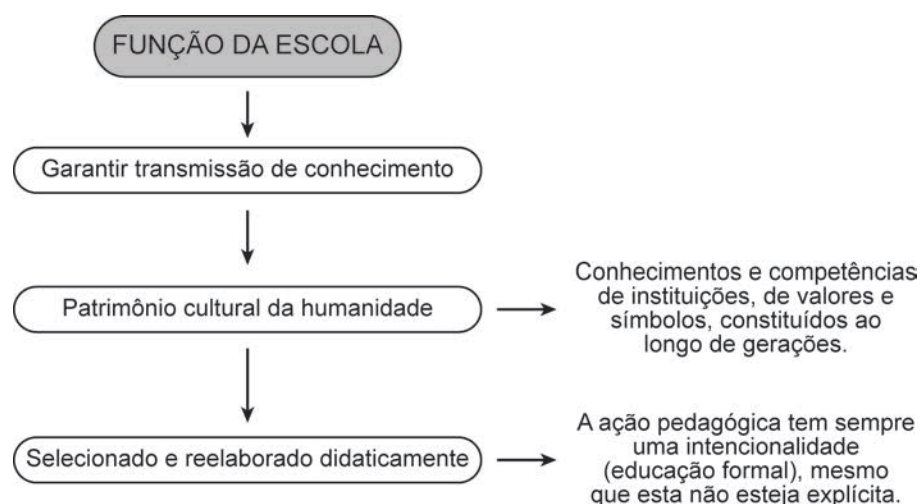 FUNÇÃO DA ESCOLA
Garantir transmissão de conhecimento
Patrimônio cultural da humanidade
Conhecimentos e competências
de instituições, de valores e
símbolos, constituídos ao
longo de gerações.
Selecionado e reelaborado didaticamente
A ação pedagógica tem sempre
uma intencionalidade
(educação formal), mesmo
que esta não esteja explícita.